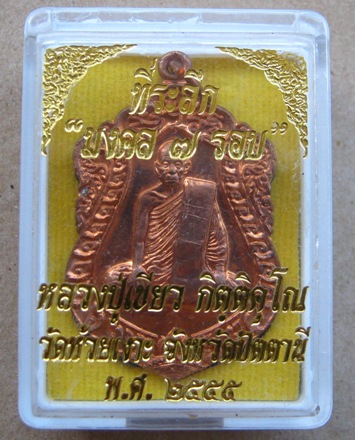 ที่ระลึก
“มงคล ๗ รอบ”
หลวงปู่เขียว กิตฺติคุโณ
วัดห้วยเงาะ จังหวัดปัตตานี
พ.ศ. ๒๕๕๕